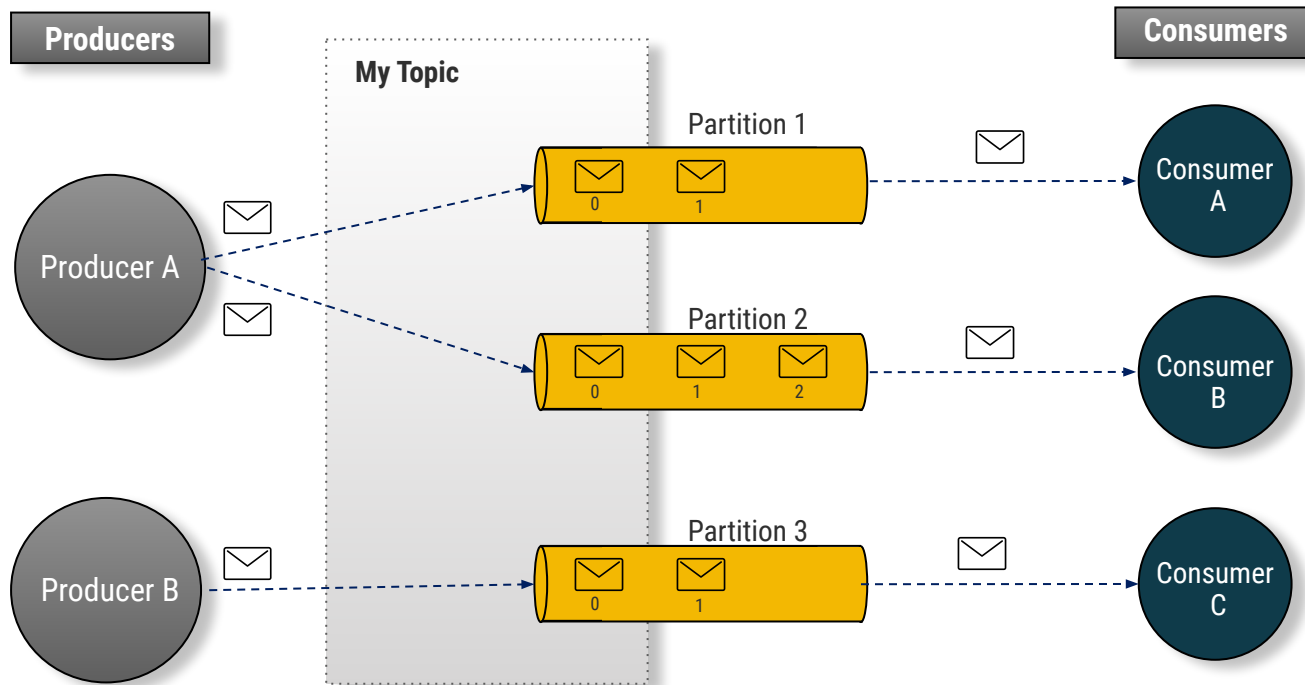 Producers
Consumers
My Topic
Partition 1
0
1
Consumer
A
Producer A
Partition 2
0
1
2
Consumer
B
Partition 3
0
1
Producer B
Consumer
C